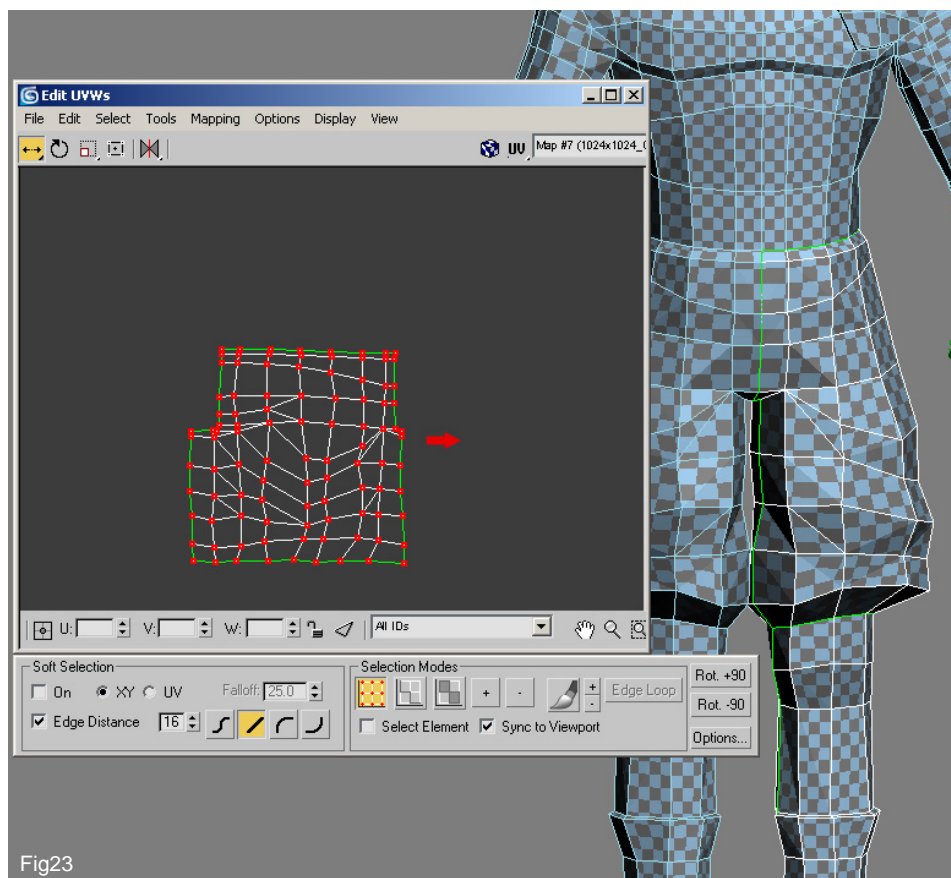 Edit UVWs
File Edit Select Tools Mapping Options Display View
UV Map #7 (1024x1024_
U: V: W: All IDs
Soft Selection
On XY UV Falloff: 25.0
Edge Distance 16
Selection Modes
+ - + - Edge Loop
Select Element Sync to Viewport
Rot. +90
Rot. -90
Options...
Fig23